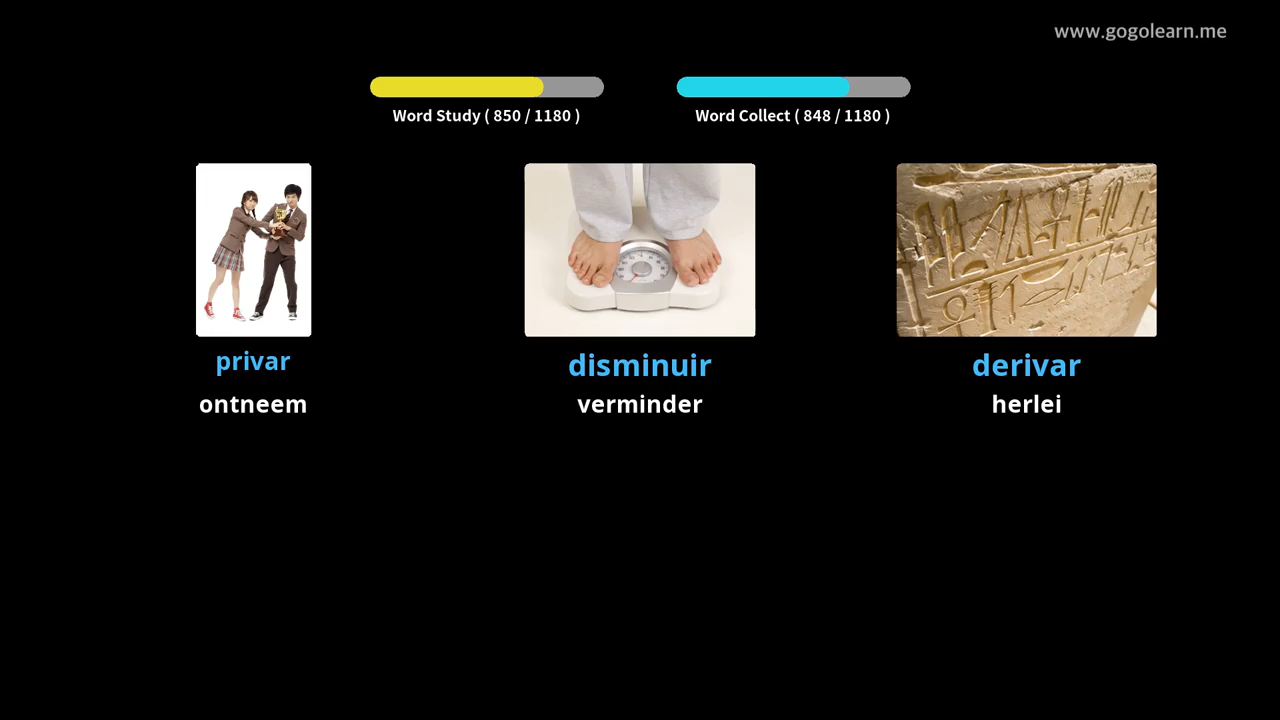 www.gogolearn.me
Word Study ( 850 / 1180 )
Word Collect ( 848 / 1180 )
privar
disminuir
derivar
ontneem
verminder
herlei